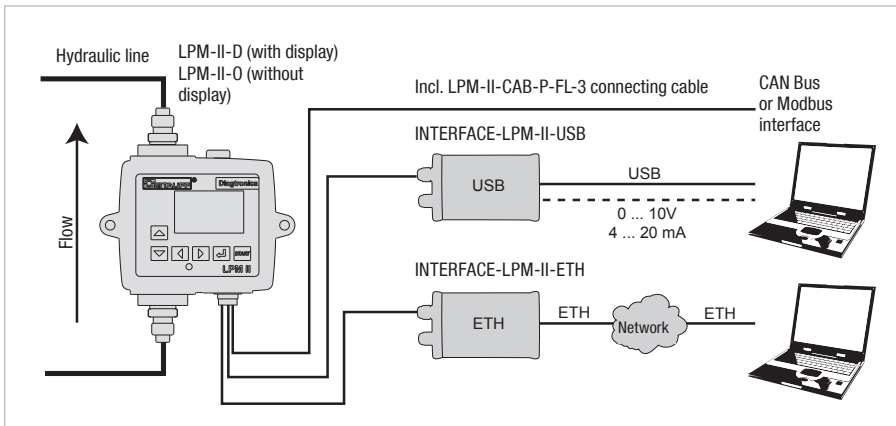 Hydraulic line
LPM-II-D (with display)
LPM-II-O (without
display)
Incl. LPM-II-CAB-P-FL-3 connecting cable
CAN Bus
or Modbus
interface
INTERFACE-LPM-II-USB
USB
USB
0 ... 10V
4 ... 20 mA
Flow
STAUFF®
Diagtronics
START
LPM II
INTERFACE-LPM-II-ETH
ETH
ETH
Network
ETH